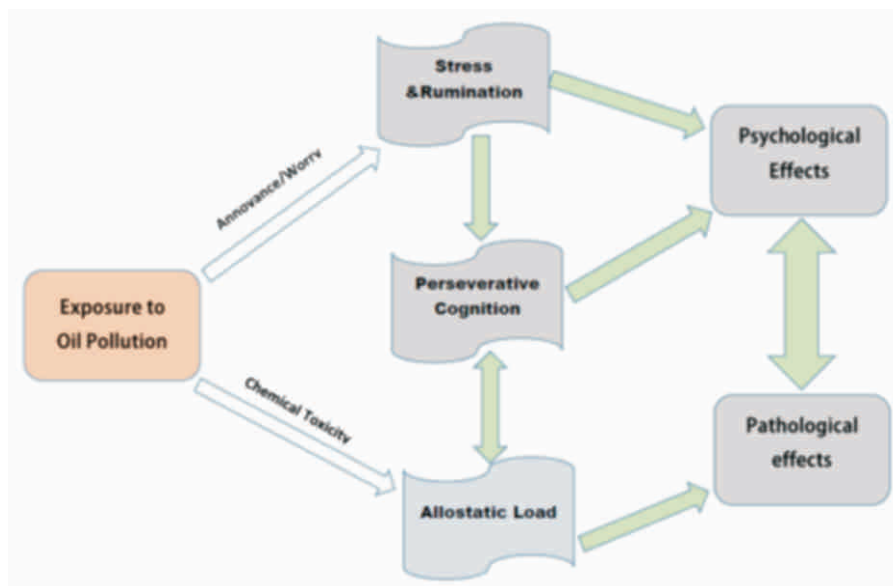 Stress
&Rumination
Psychological
Effects
Annoyance/Worry
Perseverative
Cognition
Exposure to
Oil Pollution
Chemical Toxicity
Pathological
effects
Allostatic Load